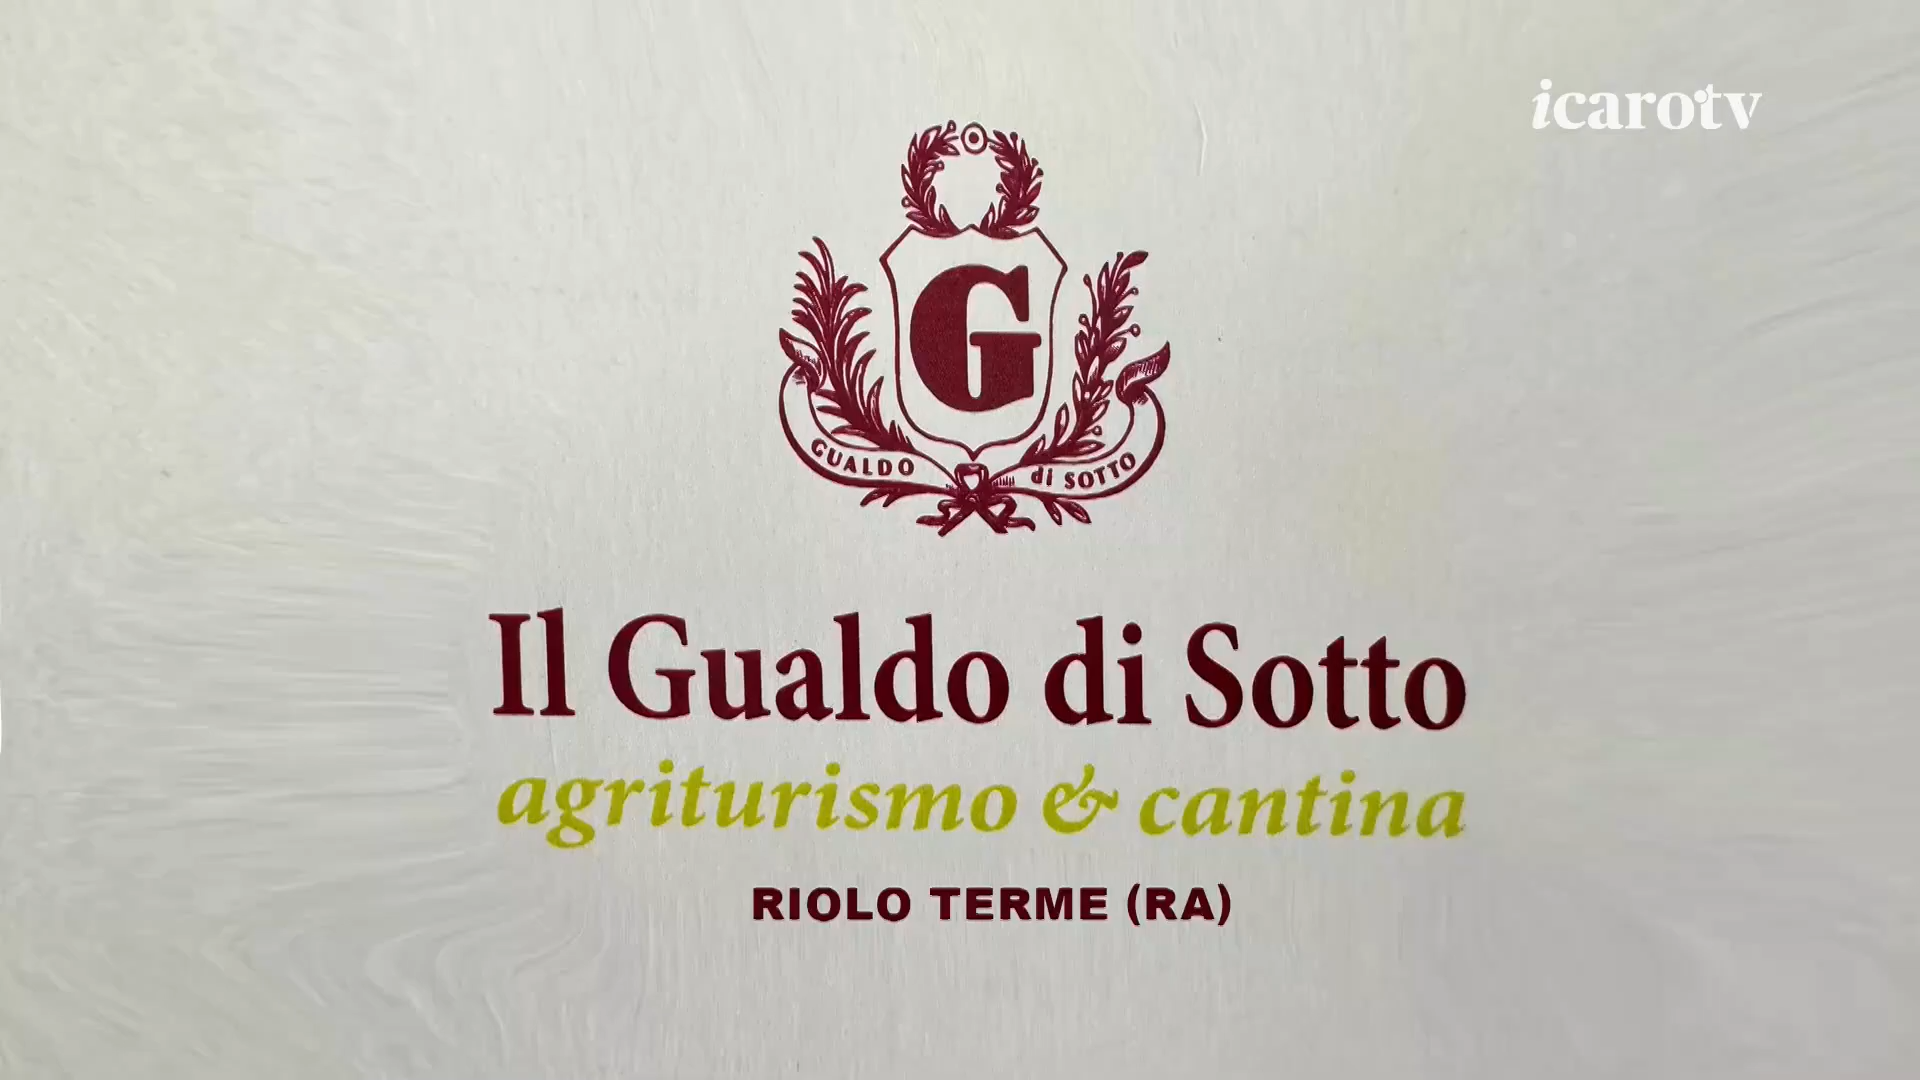 icarotv
G
GUALDO di SOTTO
Il Gualdo di Sotto
agriturismo & cantina
RIOLO TERME (RA)